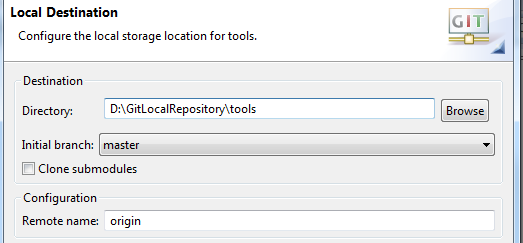 Local Destination
Configure the local storage location for tools.
GIT
Destination
Directory: D:\GitLocalRepository\tools Browse
Initial branch: master
Clone submodules
Configuration
Remote name: origin